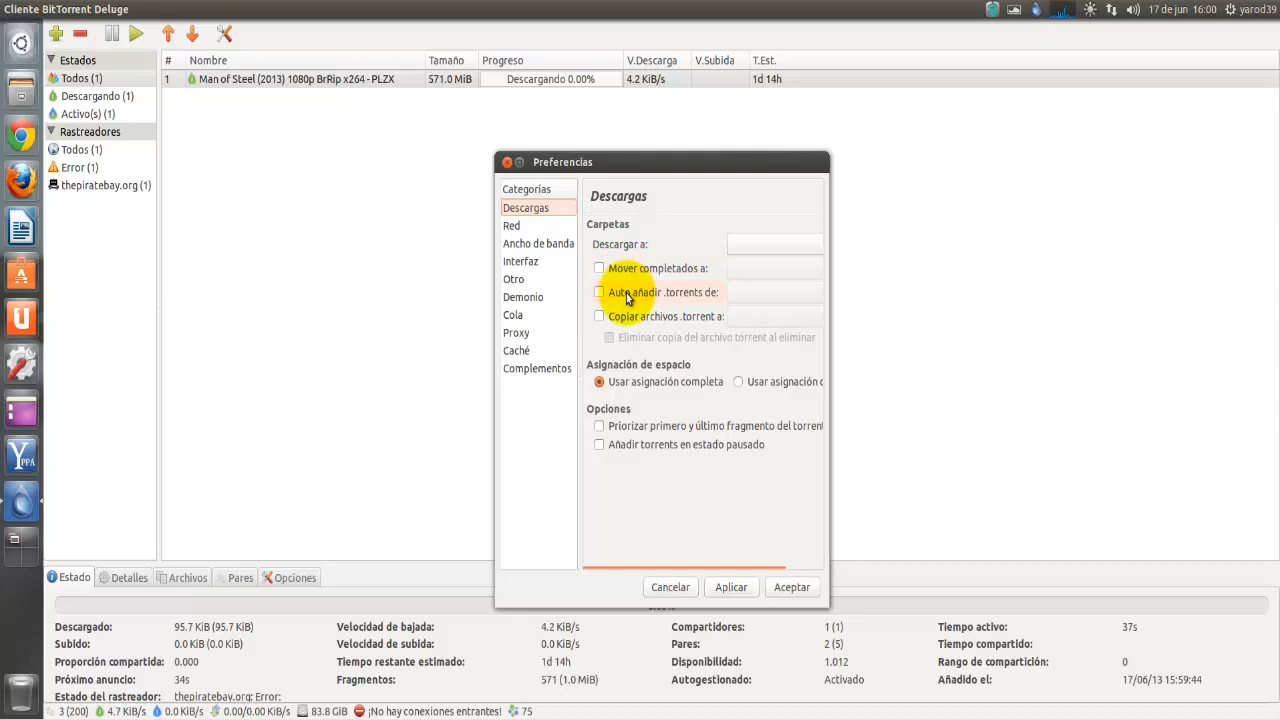 Cliente BitTorrent Deluge
17 de jun 16:00 yarod39
Estados
Todos (1)
Descargando (1)
Activo(s) (1)
Rastreadores
Todos (1)
Error (1)
thepiratebay.org (1)
# Nombre Tamaño Progreso V.Descarga V.Subida T.Est.
1 Man of Steel (2013) 1080p BrRip x264 - PLZX 571.0 MiB Descargando 0.00% 4.2 KiB/s 1d 14h
Preferencias
Categorías
Descargas
Red
Ancho de banda
Interfaz
Otro
Demonio
Cola
Proxy
Caché
Complementos
Descargas
Carpetas
Descargar a:
Mover completados a:
Auto añadir .torrents de:
Copiar archivos .torrent a:
Eliminar copia del archivo torrent al eliminar
Asignación de espacio
Usar asignación completa Usar asignación c
Opciones
Priorizar primero y último fragmento del torrent
Añadir torrents en estado pausado
Cancelar Aplicar Aceptar
Estado Detalles Archivos Pares Opciones
Descargado: 95.7 KiB (95.7 KiB) Velocidad de bajada: 4.2 KiB/s Compartidores: 1 (1) Tiempo activo: 37s
Subido: 0.0 KiB (0.0 KiB) Velocidad de subida: 0.0 KiB/s Pares: 2 (5) Tiempo compartido:
Proporción compartida: 0.000 Tiempo restante estimado: 1d 14h Disponibilidad: 1.012 Rango de compartición: 0
Próximo anuncio: 34s Fragmentos: 571 (1.0 MiB) Autogestionado: Activado Añadido el: 17/06/13 15:59:44
Estado del rastreador: thepiratebay.org: Error:
3 (200) 4.7 KiB/s 0.0 KiB/s 0.00/0.00 KiB/s 83.8 GiB ¡No hay conexiones entrantes! 75
YPPA